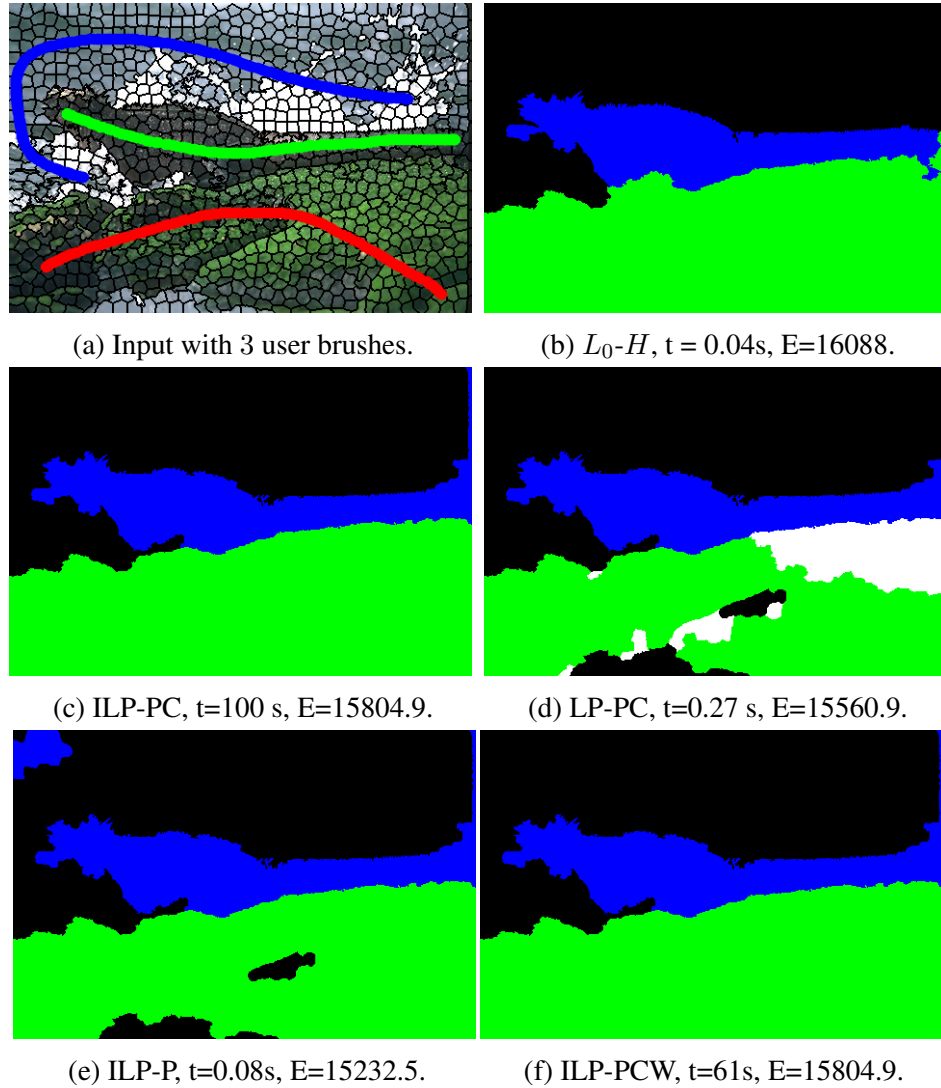 (a) Input with 3 user brushes.
(b) L₀-H, t = 0.04s, E=16088.
(c) ILP-PC, t=100 s, E=15804.9.
(d) LP-PC, t=0.27 s, E=15560.9.
(e) ILP-P, t=0.08s, E=15232.5.
(f) ILP-PCW, t=61s, E=15804.9.